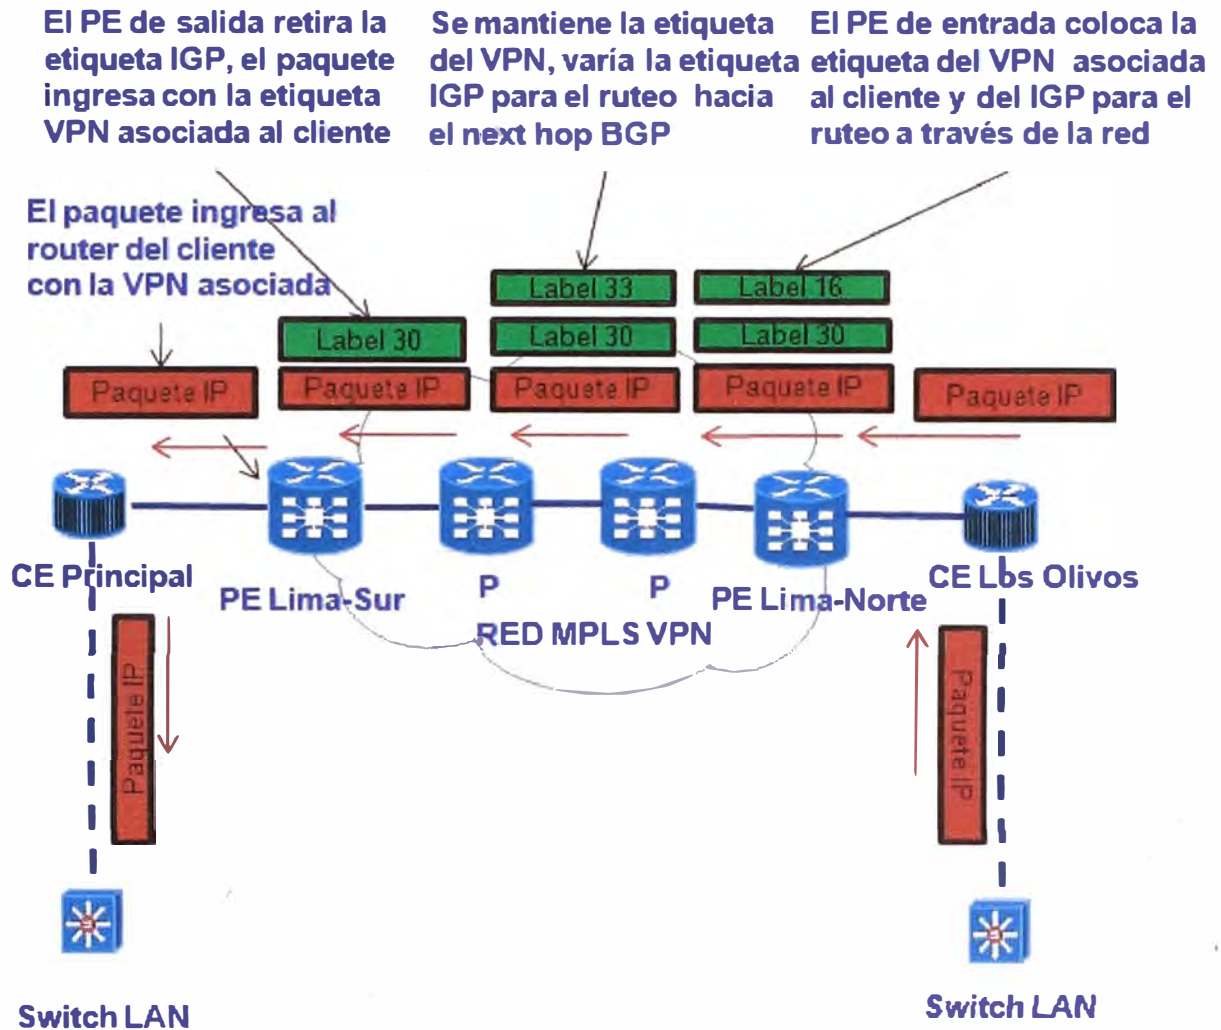 El PE de salida retira la
etiqueta IGP, el paquete
ingresa con la etiqueta
VPN asociada al cliente
Se mantiene la etiqueta
del VPN, varía la etiqueta
IGP para el ruteo hacia
el next hop BGP
El PE de entrada coloca la
etiqueta del VPN asociada
al cliente y del IGP para el
ruteo a través de la red
El paquete ingresa al
router del cliente
con la VPN asociada
Label 33
Label 16
Label 30
Label 30
Label 30
Paquete IP
Paquete IP
Paquete IP
Paquete IP
Paquete IP
CE Principal
PE Lima-Sur
P
P
PE Lima-Norte
CE Los Olivos
RED MPLS VPN
Paquete IP
Paquete IP
Switch LAN
Switch LAN